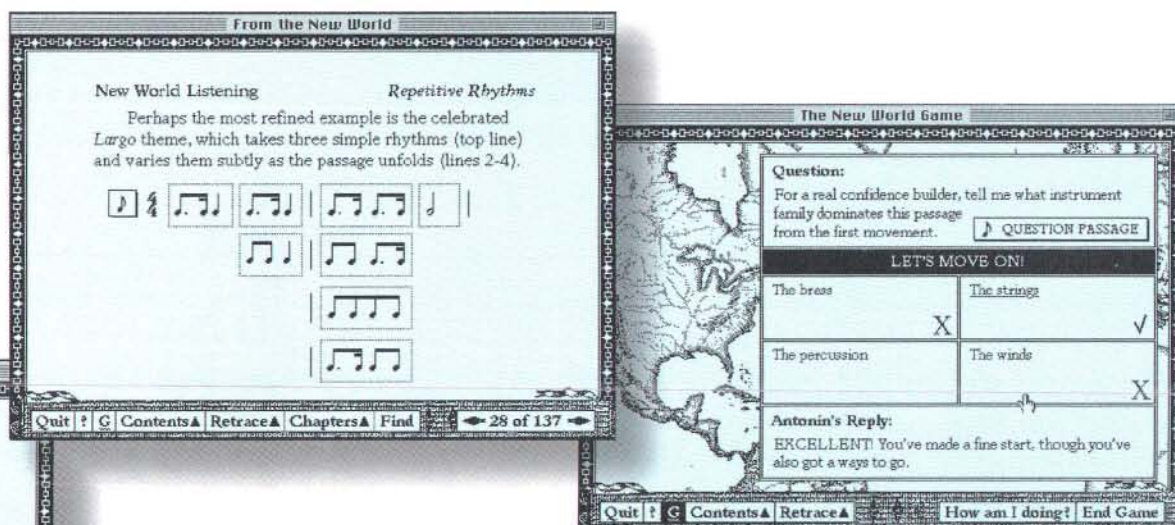 From the New World
New World Listening Repetitive Rhythms
Perhaps the most refined example is the celebrated
Largo theme, which takes three simple rhythms (top line)
and varies them subtly as the passage unfolds (lines 2-4).
4
4
Quit ? G Contents▲ Retrace▲ Chapters▲ Find 28 of 137
The New World Game
Question:
For a real confidence builder, tell me what instrument
family dominates this passage
from the first movement.
♪ QUESTION PASSAGE
LET'S MOVE ON!
The brass
X
The strings
√
The percussion
The winds
X
Antonin's Reply:
EXCELLENT! You've made a fine start, though you've
also got a ways to go.
Quit ? G Contents▲ Retrace▲ How am I doing? End Game